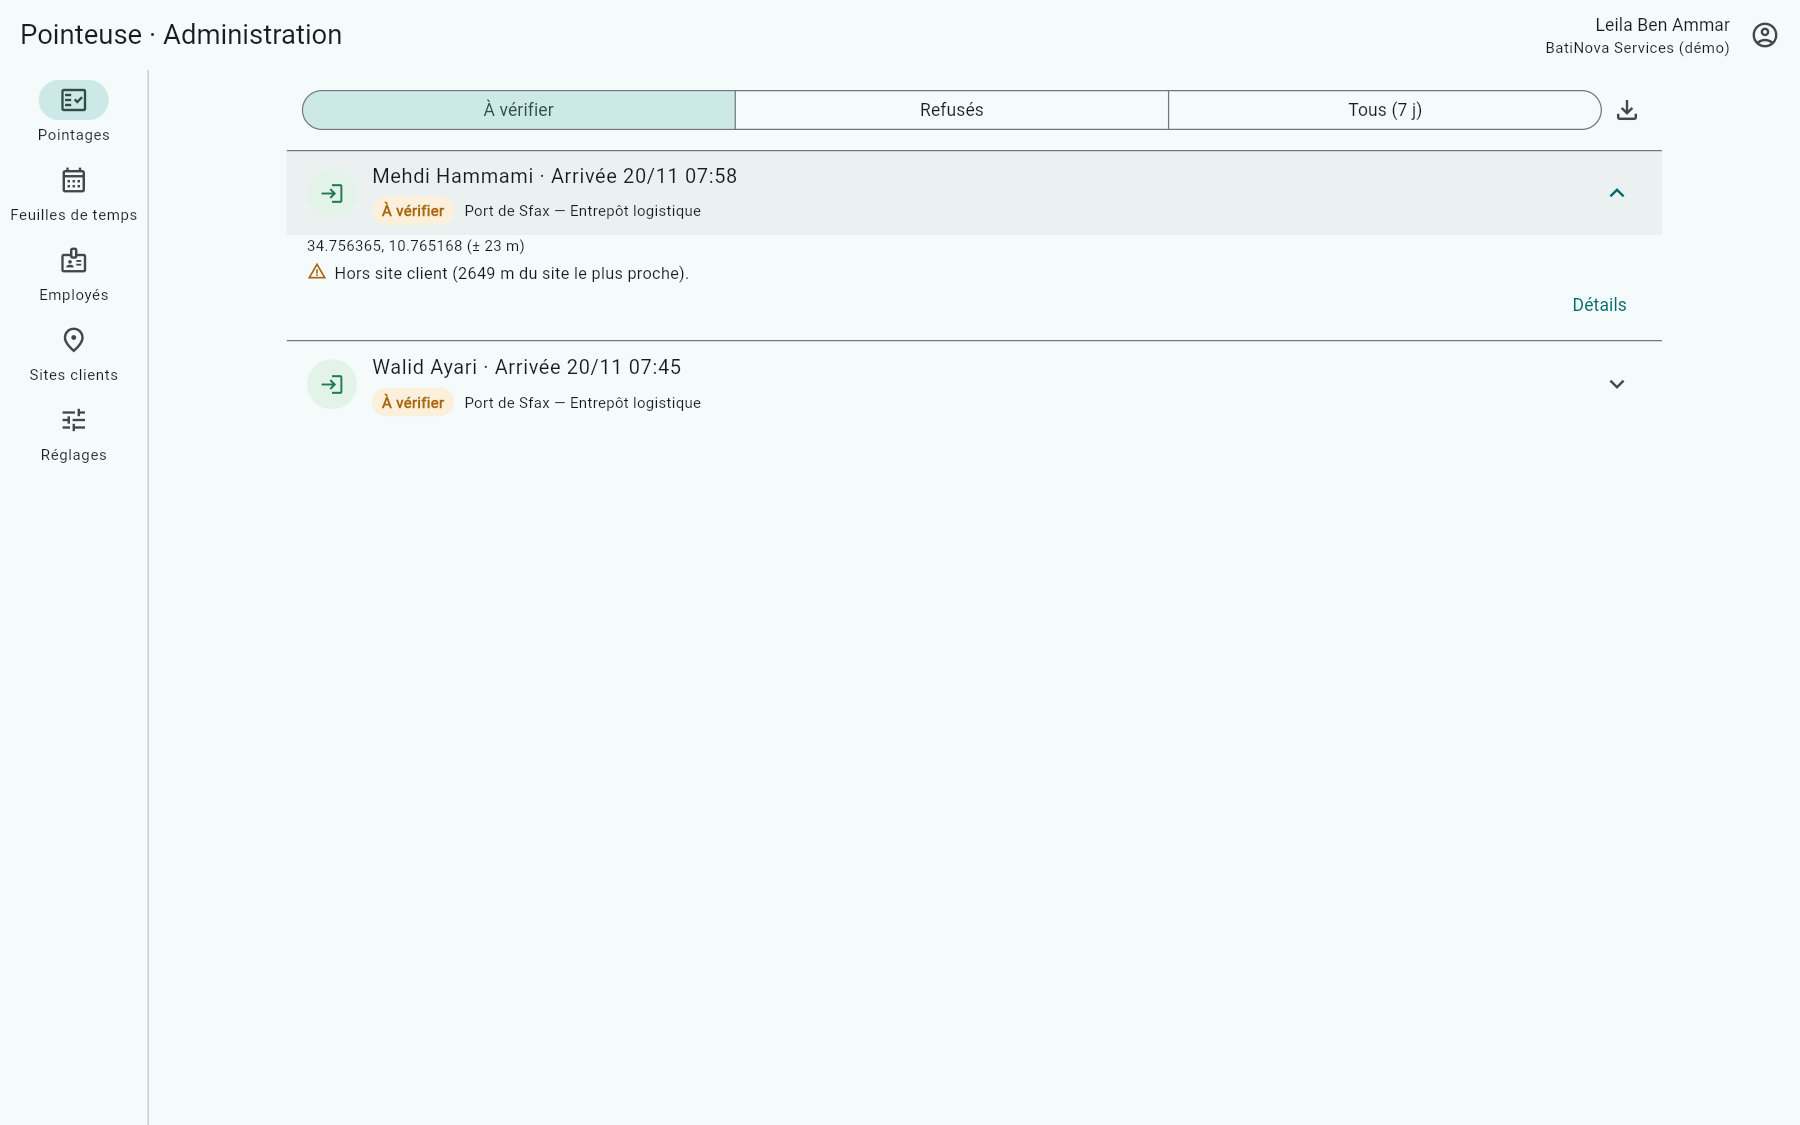 Pointeuse · Administration
Leila Ben Ammar
BatiNova Services (démo)
Pointages
Feuilles de temps
Employés
Sites clients
Réglages
À vérifier
Refusés
Tous (7 j)
Mehdi Hammami · Arrivée 20/11 07:58
À vérifier Port de Sfax — Entrepôt logistique
34.756365, 10.765168 (± 23 m)
Hors site client (2649 m du site le plus proche).
Détails
Walid Ayari · Arrivée 20/11 07:45
À vérifier Port de Sfax — Entrepôt logistique